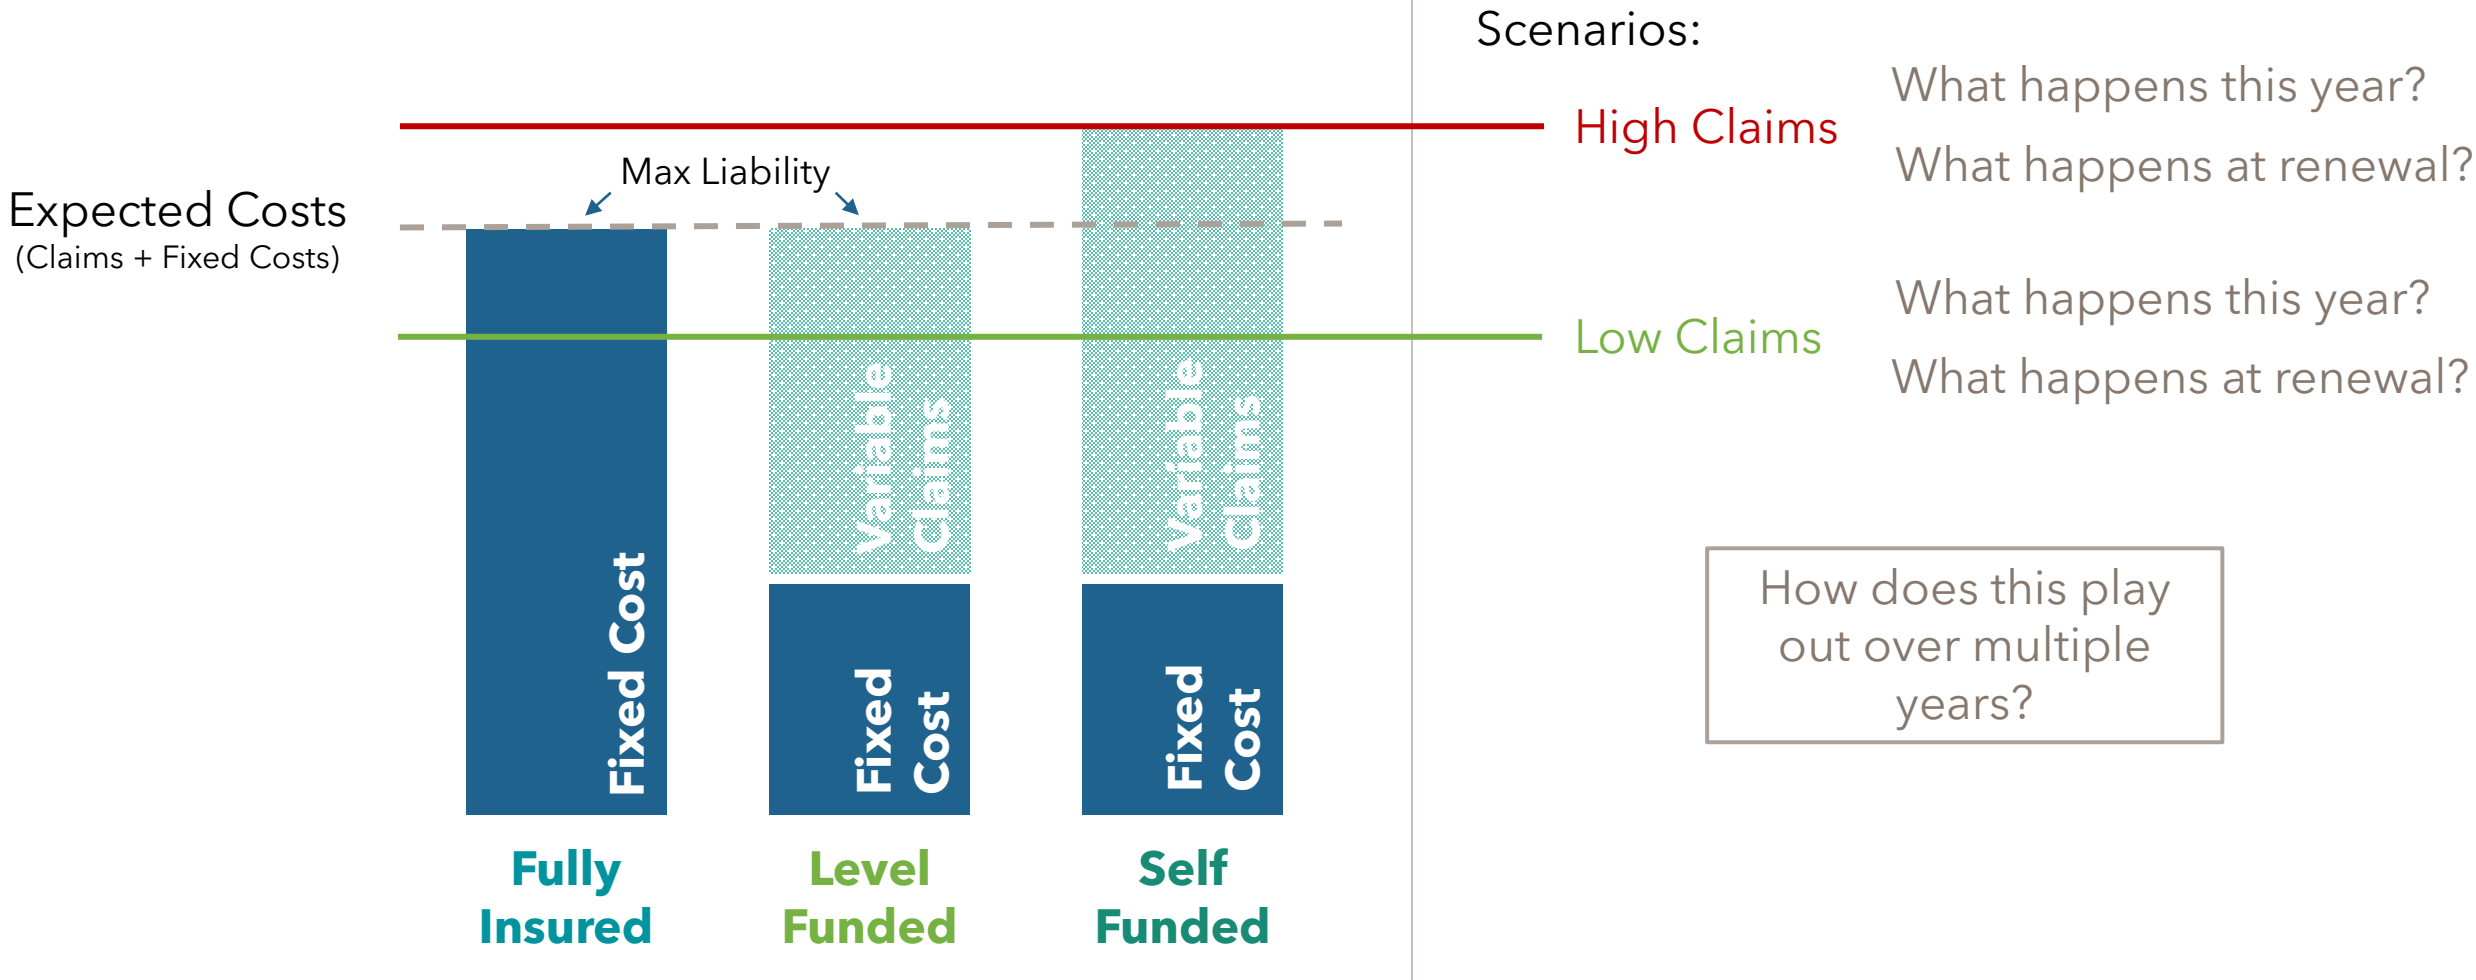 Scenarios:
What happens this year?
High Claims
What happens at renewal?
Max Liability
Expected Costs
(Claims + Fixed Costs)
What happens this year?
Low Claims
What happens at renewal?
Fixed Cost
Variable
Claims
Fixed
Cost
Variable
Claims
Fixed
Cost
How does this play
out over multiple
years?
Fully
Insured
Level
Funded
Self
Funded